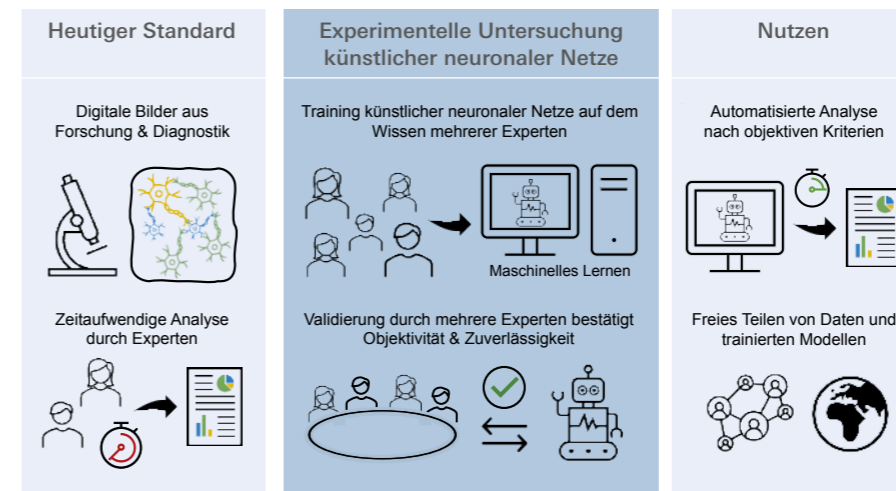 Heutiger Standard
Digitale Bilder aus
Forschung & Diagnostik
Zeitaufwendige Analyse
durch Experten
Experimentelle Untersuchung
künstlicher neuronaler Netze
Training künstlicher neuronaler Netze auf dem
Wissen mehrerer Experten
Maschinelles Lernen
Validierung durch mehrere Experten bestätigt
Objektivität & Zuverlässigkeit
Nutzen
Automatisierte Analyse
nach objektiven Kriterien
Freies Teilen von Daten und
trainierten Modellen